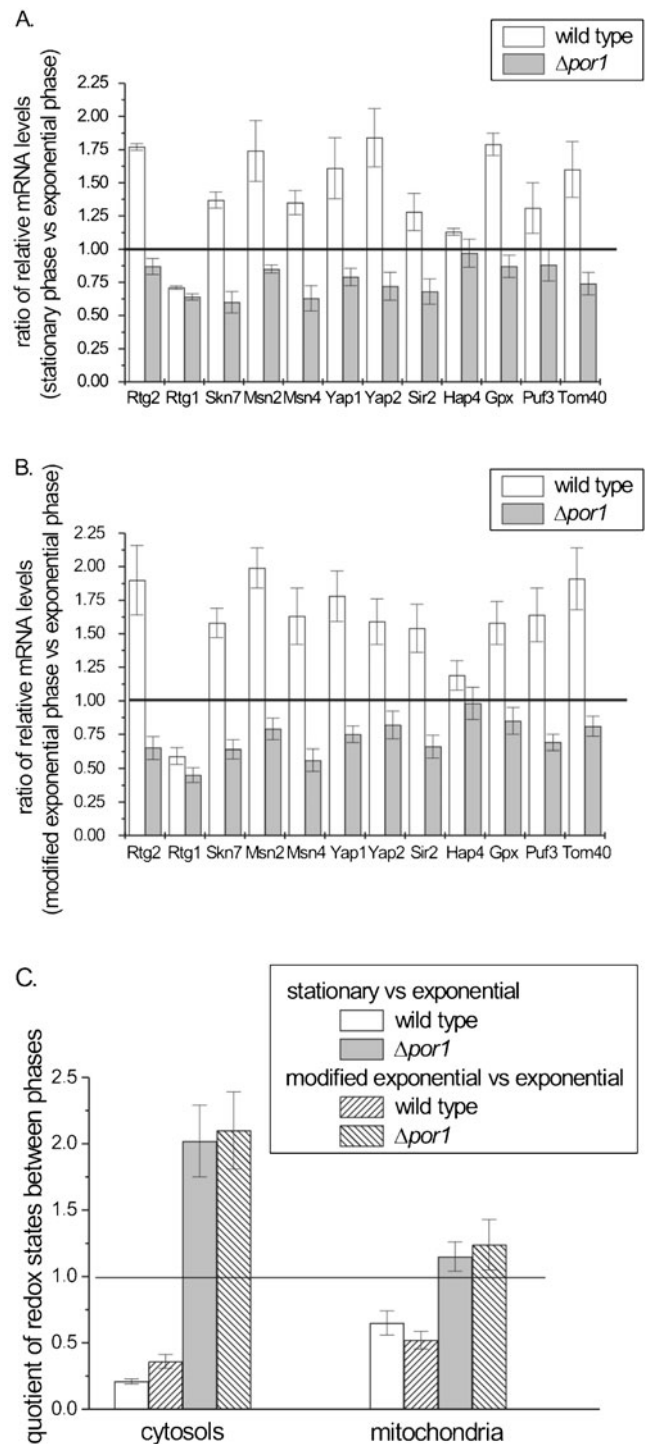 A.
wild type
Δpor1
ratio of relative mRNA levels
(stationary phase vs exponential phase)
2.25
2.00
1.75
1.50
1.25
1.00
0.75
0.50
0.25
0.00
Rtg2 Rtg1 Skn7 Msn2 Msn4 Yap1 Yap2 Sir2 Hap4 Gpx Puf3 Tom40
B.
wild type
Δpor1
ratio of relative mRNA levels
(modified exponential phase vs exponential phase)
2.25
2.00
1.75
1.50
1.25
1.00
0.75
0.50
0.25
0.00
Rtg2 Rtg1 Skn7 Msn2 Msn4 Yap1 Yap2 Sir2 Hap4 Gpx Puf3 Tom40
C.
stationary vs exponential
wild type
Δpor1
modified exponential vs exponential
wild type
Δpor1
quotient of redox states between phases
2.5
2.0
1.5
1.0
0.5
0.0
cytosols mitochondria